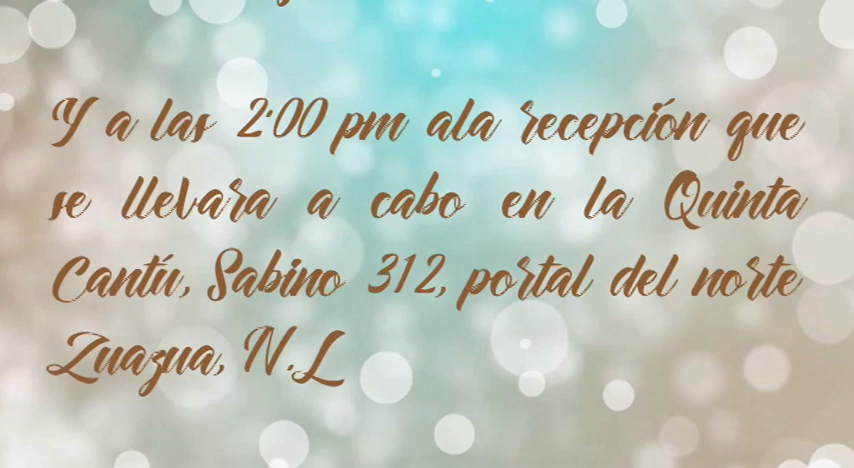 Y a las 2:00 pm ala recepción que
se llevara a cabo en la Quinta
Cantú, Sabino 312, portal del norte
Zuazua, N.L